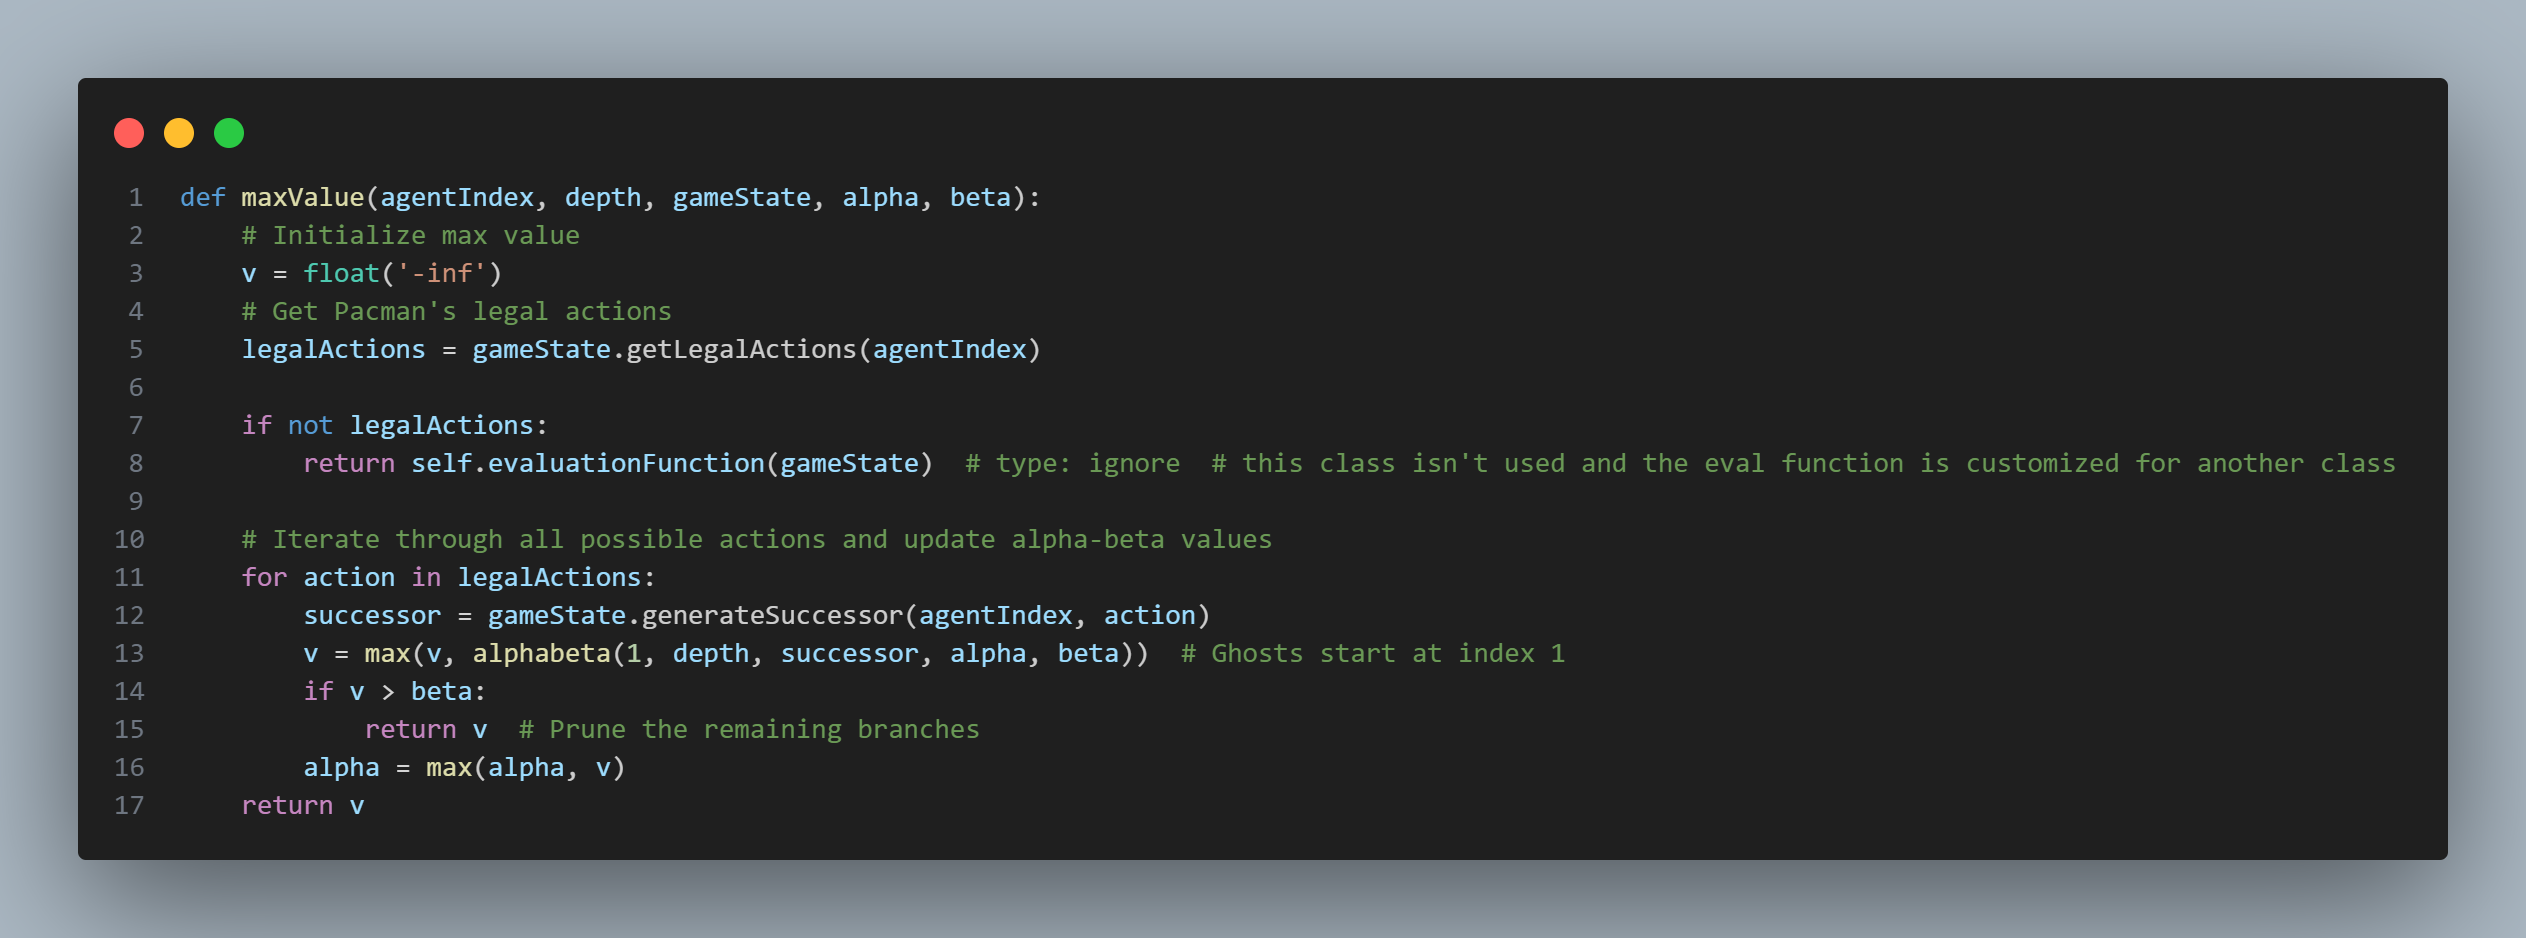 1 def maxValue(agentIndex, depth, gameState, alpha, beta):
2     # Initialize max value
3     v = float('-inf')
4     # Get Pacman's legal actions
5     legalActions = gameState.getLegalActions(agentIndex)
6
7     if not legalActions:
8         return self.evaluationFunction(gameState)  # type: ignore  # this class isn't used and the eval function is customized for another class
9
10     # Iterate through all possible actions and update alpha-beta values
11     for action in legalActions:
12         successor = gameState.generateSuccessor(agentIndex, action)
13         v = max(v, alphabeta(1, depth, successor, alpha, beta))  # Ghosts start at index 1
14         if v > beta:
15             return v  # Prune the remaining branches
16         alpha = max(alpha, v)
17     return v